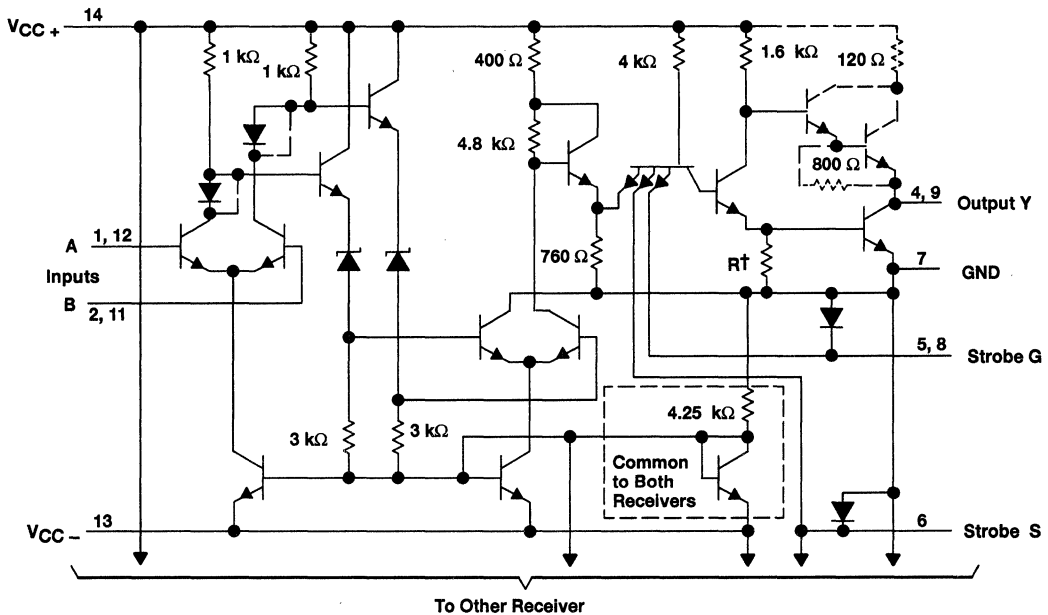 VCC+ 14
1 kΩ
1 kΩ
400 Ω
4 kΩ
1.6 kΩ
120 Ω
4.8 kΩ
800 Ω
4, 9 Output Y
A 1, 12
Inputs
B 2, 11
760 Ω
R†
7 GND
5, 8 Strobe G
3 kΩ
3 kΩ
4.25 kΩ
Common
to Both
Receivers
VCC– 13
6 Strobe S
To Other Receiver